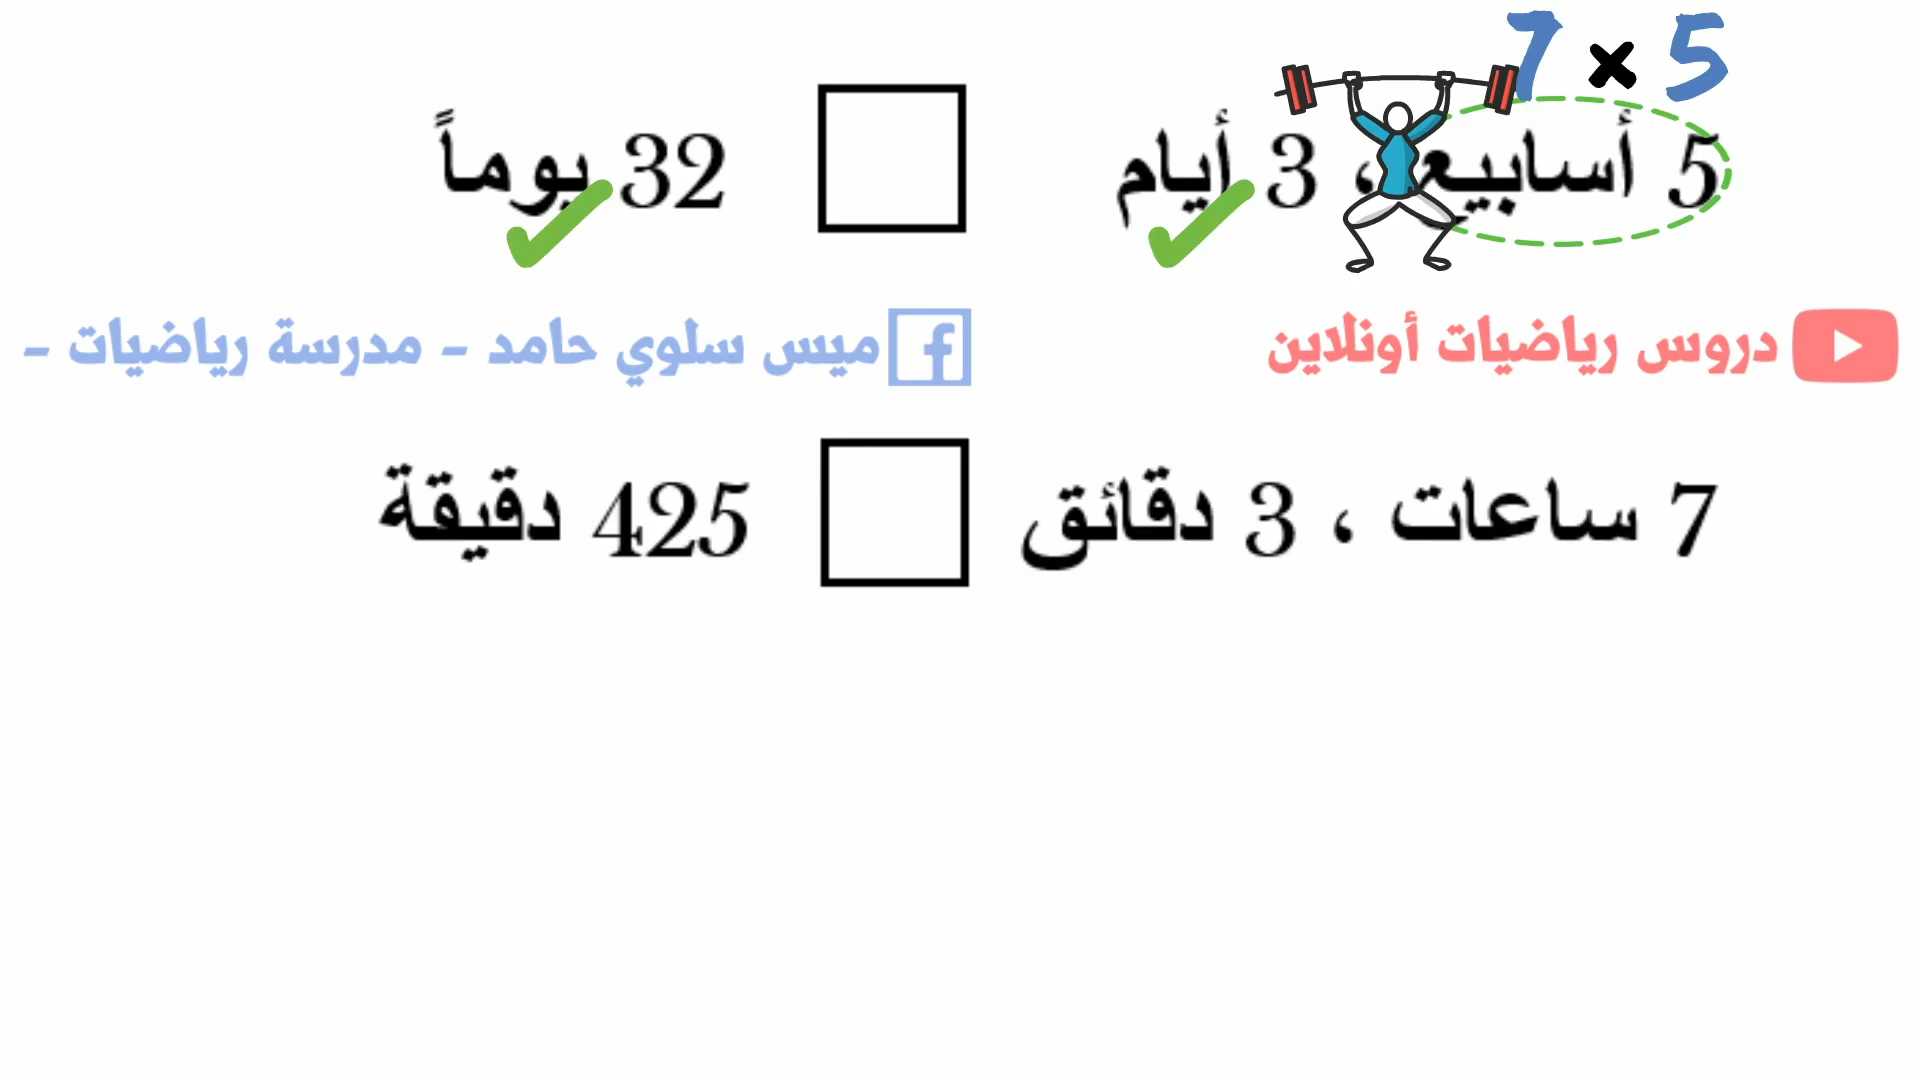 7 × 5
5 أسابيع ، 3 أيام 32 يوماً
دروس رياضيات أونلاين ميس سلوي حامد - مدرسة رياضيات -
7 ساعات ، 3 دقائق 425 دقيقة